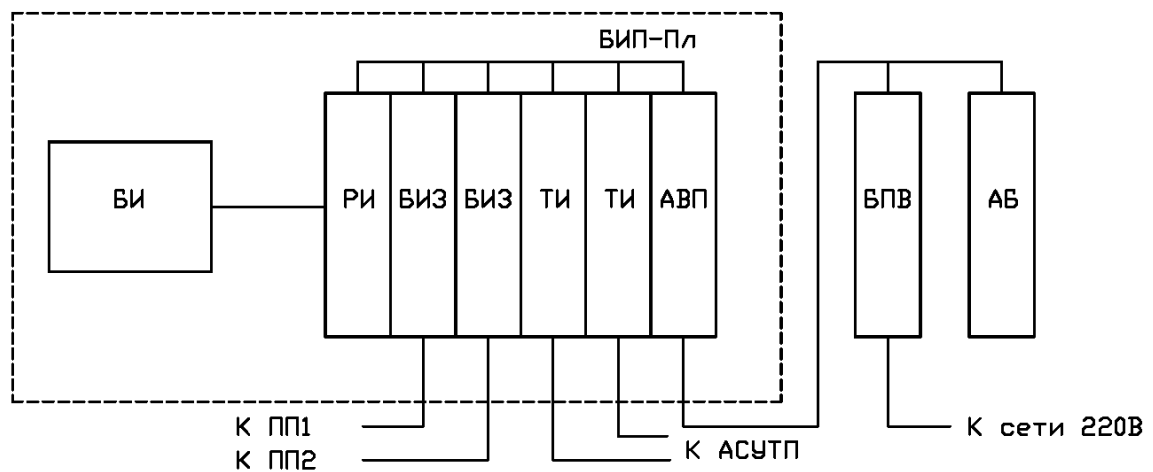 БИП-Пл
БИ
РИ
БИЗ
БИЗ
ТИ
ТИ
АВП
БПВ
АБ
К ПП1
К ПП2
К АСУТП
К сети 220В